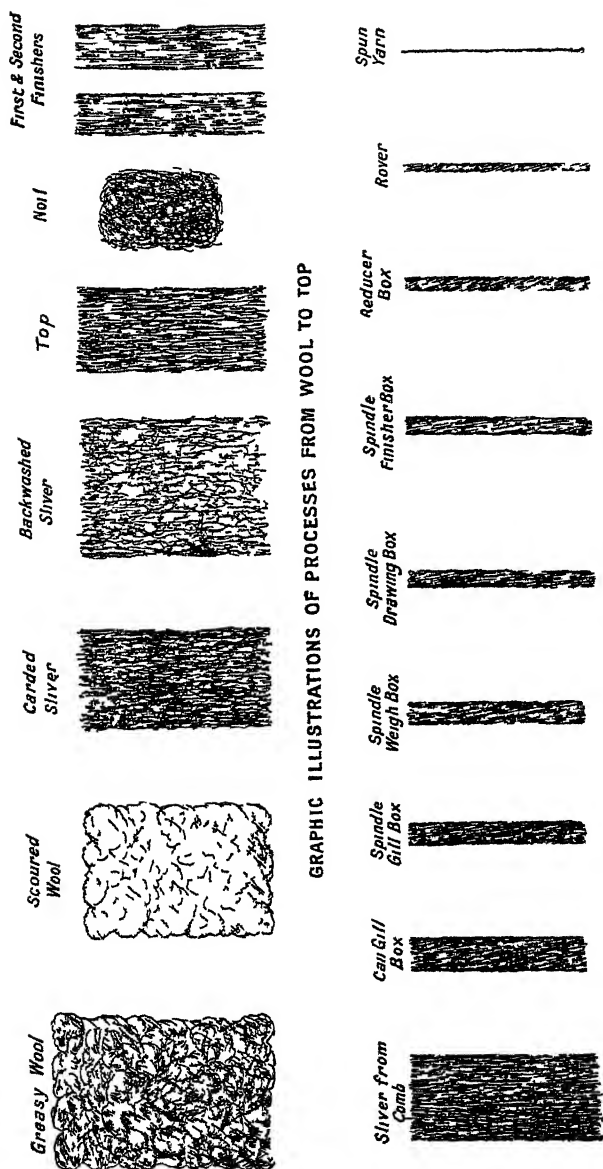 Greasy Wool
Scoured
Wool
Carded
Sliver
Backwashed
Sliver
Top
Noil
First & Second
Finishers
GRAPHIC ILLUSTRATIONS OF PROCESSES FROM WOOL TO TOP
Sliver from
Comb
Can Gill
Box
Spindle
Gill Box
Spindle
Weigh Box
Spindle
Drawing Box
Spindle
Finisher Box
Reducer
Box
Rover
Spun
Yarn